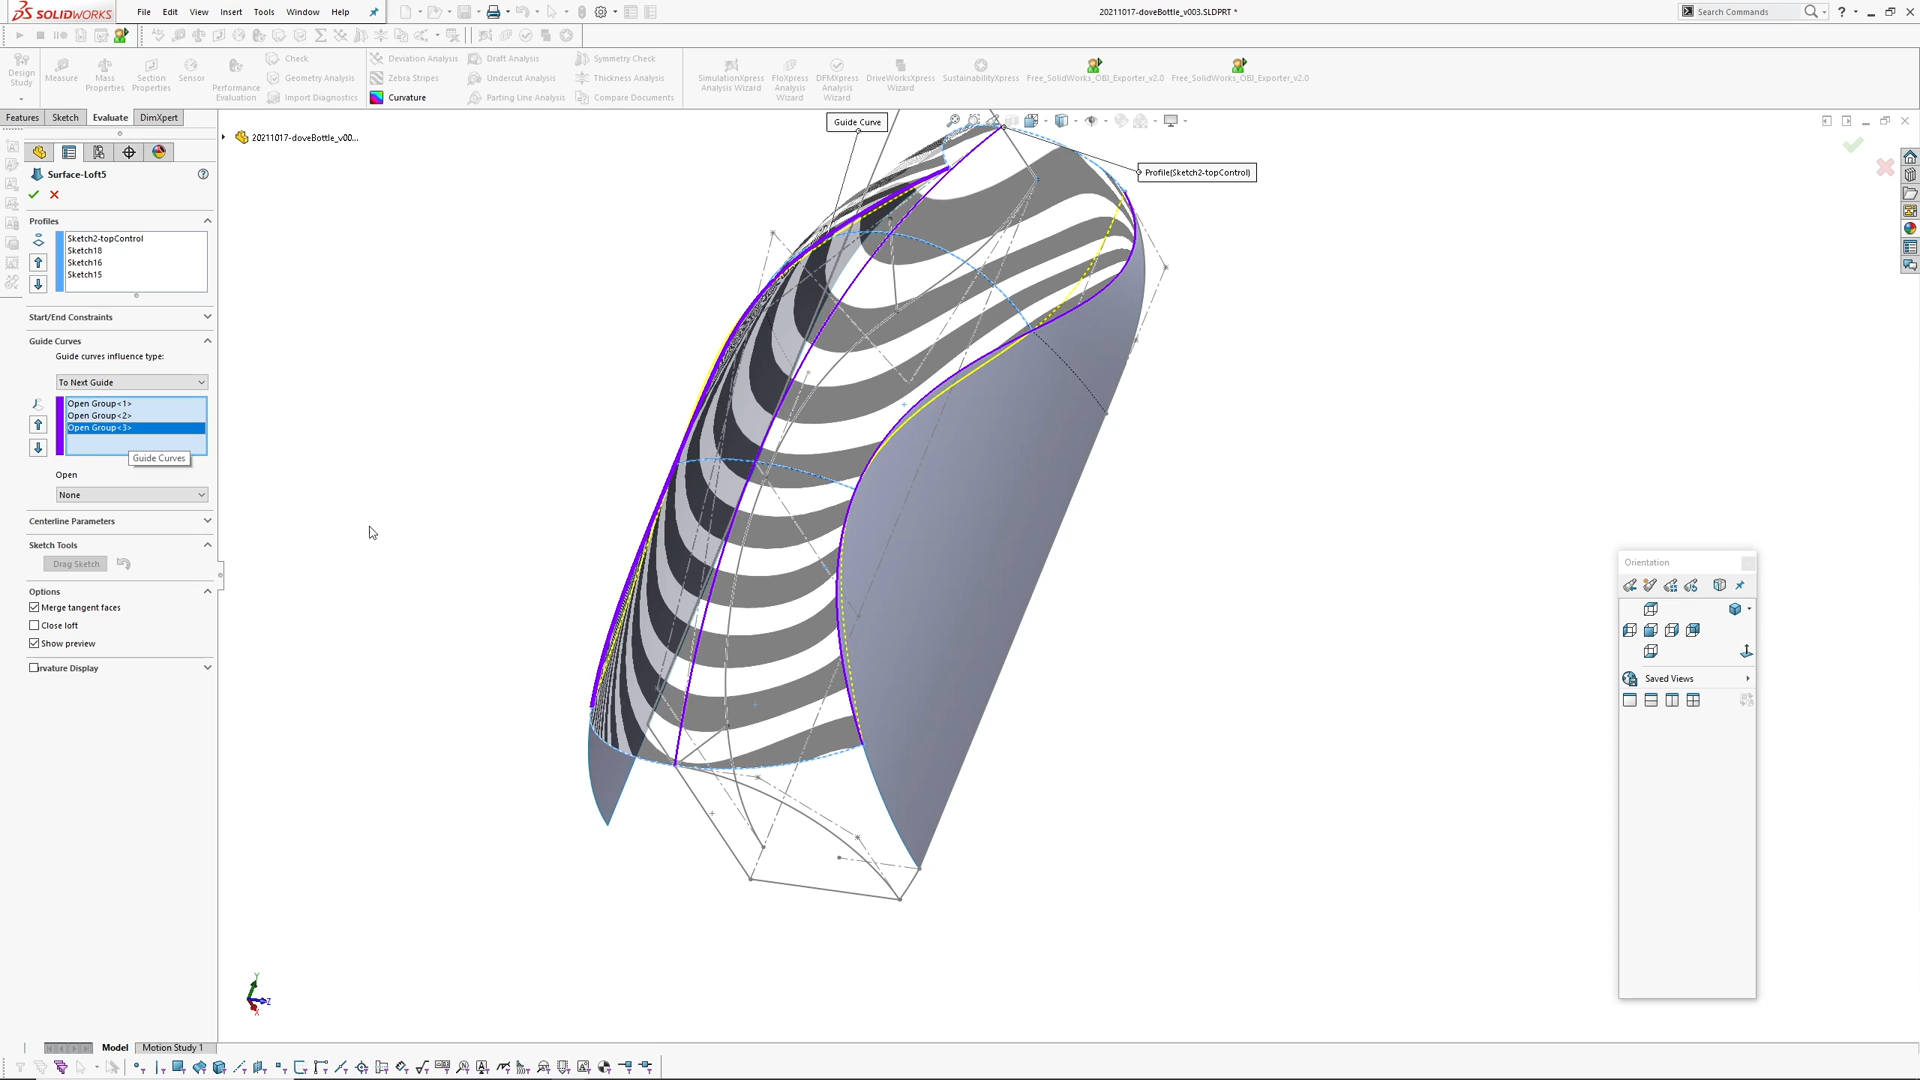 SOLIDWORKS
File Edit View Insert Tools Window Help
20211017-doveBottle_v003.SLDPRT *
Search Commands
Design Study
Measure
Mass Properties
Section Properties
Sensor
Performance Evaluation
Check
Geometry Analysis
Import Diagnostics
Deviation Analysis
Zebra Stripes
Curvature
Draft Analysis
Undercut Analysis
Parting Line Analysis
Symmetry Check
Thickness Analysis
Compare Documents
SimulationXpress Analysis Wizard
FloXpress Analysis Wizard
DFMXpress Analysis Wizard
DriveWorksXpress Wizard
SustainabilityXpress
Free_SolidWorks_OBJ_Exporter_v2.0
Free_SolidWorks_OBJ_Exporter_v2.0
Features Sketch Evaluate DimXpert
20211017-doveBottle_v00...
Guide Curve
Profile(Sketch2-topControl)
Surface-Loft5
Profiles
Sketch2-topControl
Sketch18
Sketch16
Sketch15
Start/End Constraints
Guide Curves
Guide curves influence type:
To Next Guide
Open Group<1>
Open Group<2>
Open Group<3>
Guide Curves
Open
None
Centerline Parameters
Sketch Tools
Drag Sketch
Options
Merge tangent faces
Close loft
Show preview
rvature Display
Orientation
Saved Views
Y
Z
X
Model Motion Study 1